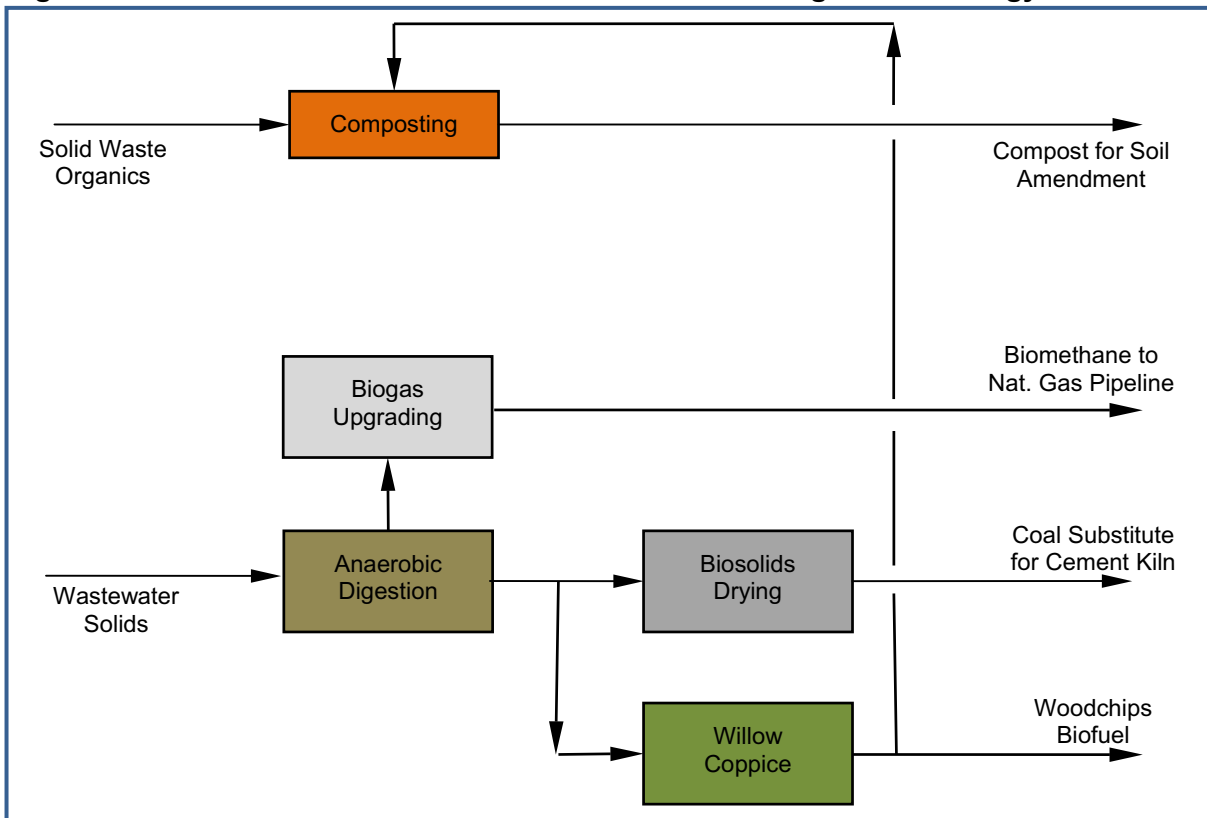 Composting
Solid Waste
Organics
Compost for Soil
Amendment
Biogas
Upgrading
Biomethane to
Nat. Gas Pipeline
Anaerobic
Digestion
Biosolids
Drying
Coal Substitute
for Cement Kiln
Wastewater
Solids
Willow
Coppice
Woodchips
Biofuel